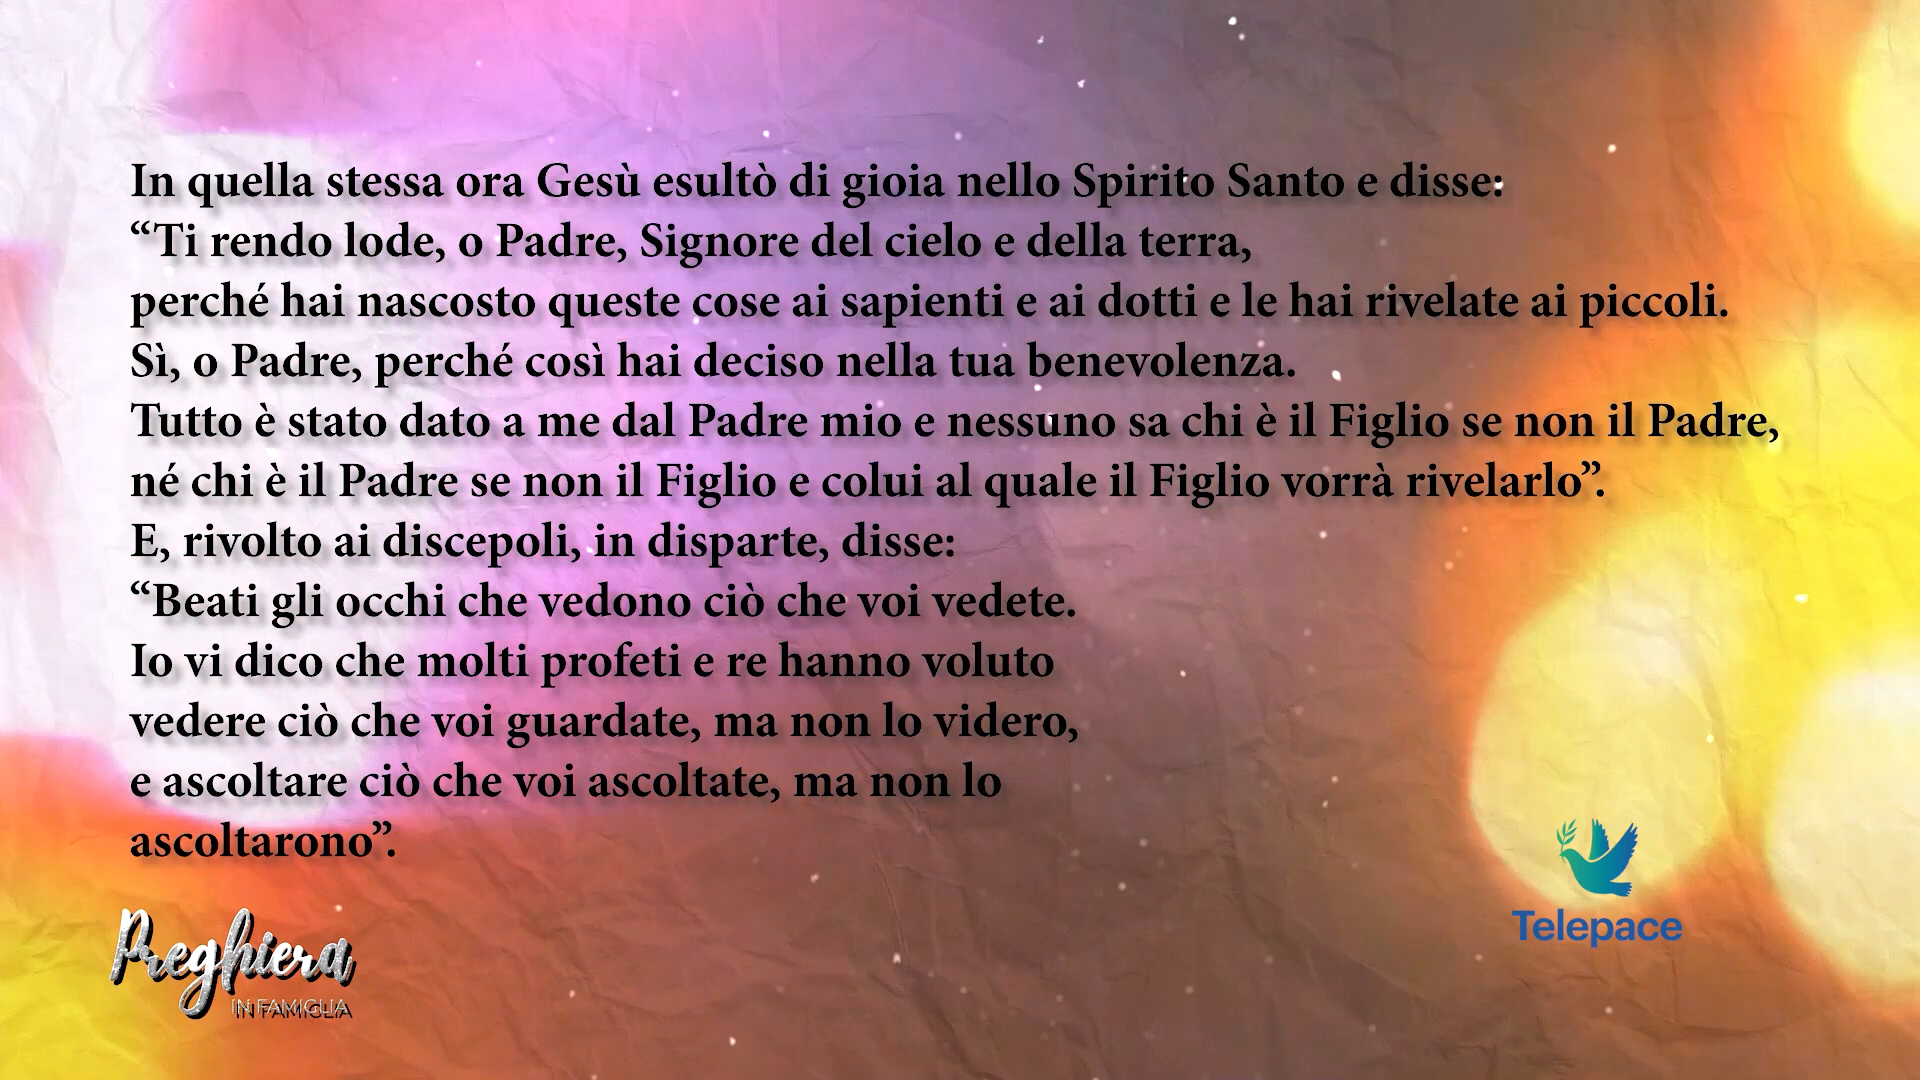 In quella stessa ora Gesù esultò di gioia nello Spirito Santo e disse:
“Ti rendo lode, o Padre, Signore del cielo e della terra,
perché hai nascosto queste cose ai sapienti e ai dotti e le hai rivelate ai piccoli.
Sì, o Padre, perché così hai deciso nella tua benevolenza.
Tutto è stato dato a me dal Padre mio e nessuno sa chi è il Figlio se non il Padre,
né chi è il Padre se non il Figlio e colui al quale il Figlio vorrà rivelarlo”.
E, rivolto ai discepoli, in disparte, disse:
“Beati gli occhi che vedono ciò che voi vedete.
Io vi dico che molti profeti e re hanno voluto
vedere ciò che voi guardate, ma non lo videro,
e ascoltare ciò che voi ascoltate, ma non lo
ascoltarono”.
Preghiera
IN FAMIGLIA
Telepace